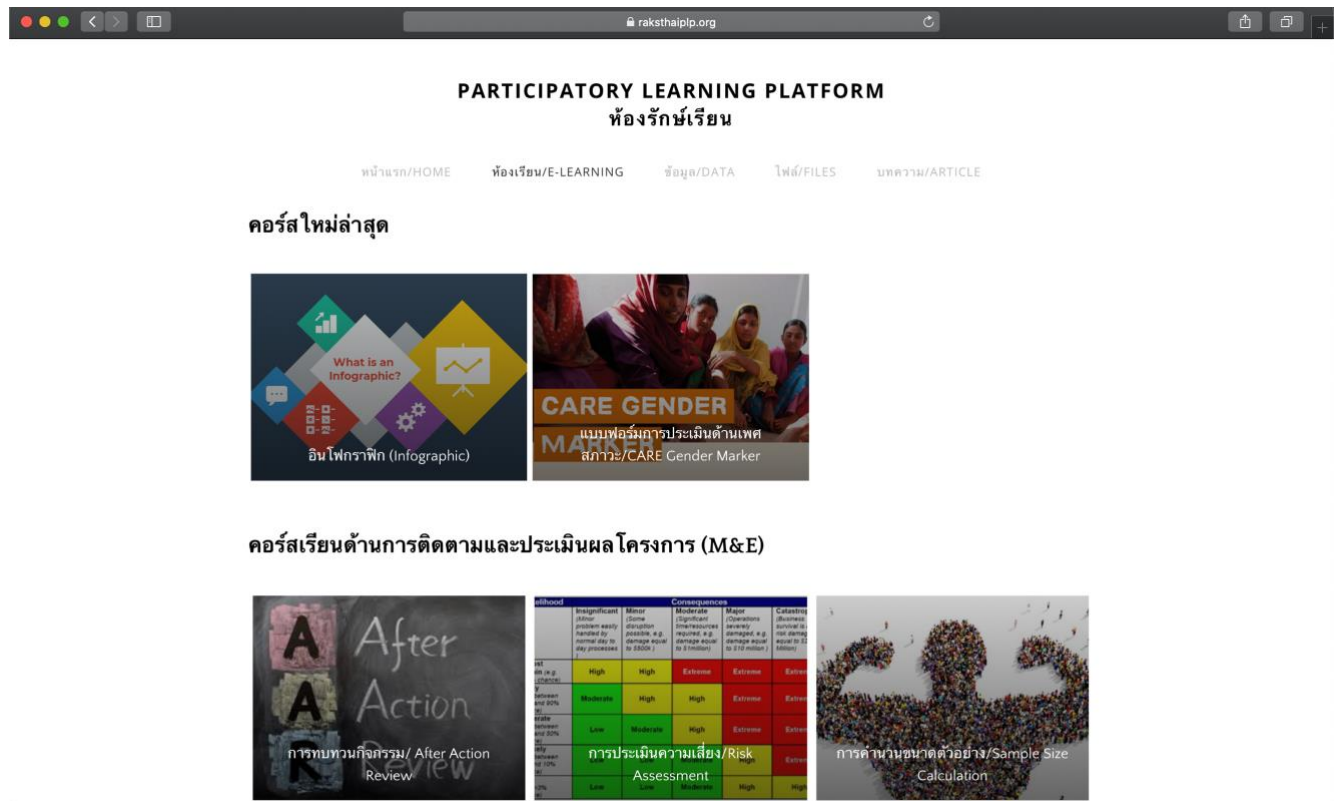 raksthaiplp.org
PARTICIPATORY LEARNING PLATFORM
ห้องรักษ์เรียน
หน้าแรก/HOME ห้องเรียน/E-LEARNING ข้อมูล/DATA ไฟล์/FILES บทความ/ARTICLE
คอร์สใหม่ล่าสุด
What is an
Infographic?
อินโฟกราฟิก (Infographic)
CARE GENDER
MARKER
แบบฟอร์มการประเมินด้านเพศ
สภาวะ/CARE Gender Marker
คอร์สเรียนด้านการติดตามและประเมินผลโครงการ (M&E)
A After
A Action
R Review
การทบทวนกิจกรรม/ After Action
Review
Consequences
Insignificant Minor Moderate Major
High High Extreme Extreme
Moderate High High Extreme
Low Moderate High Extreme
High
Low Low Moderate High High
การประเมินความเสี่ยง/Risk
Assessment
การคำนวนขนาดตัวอย่าง/Sample Size
Calculation